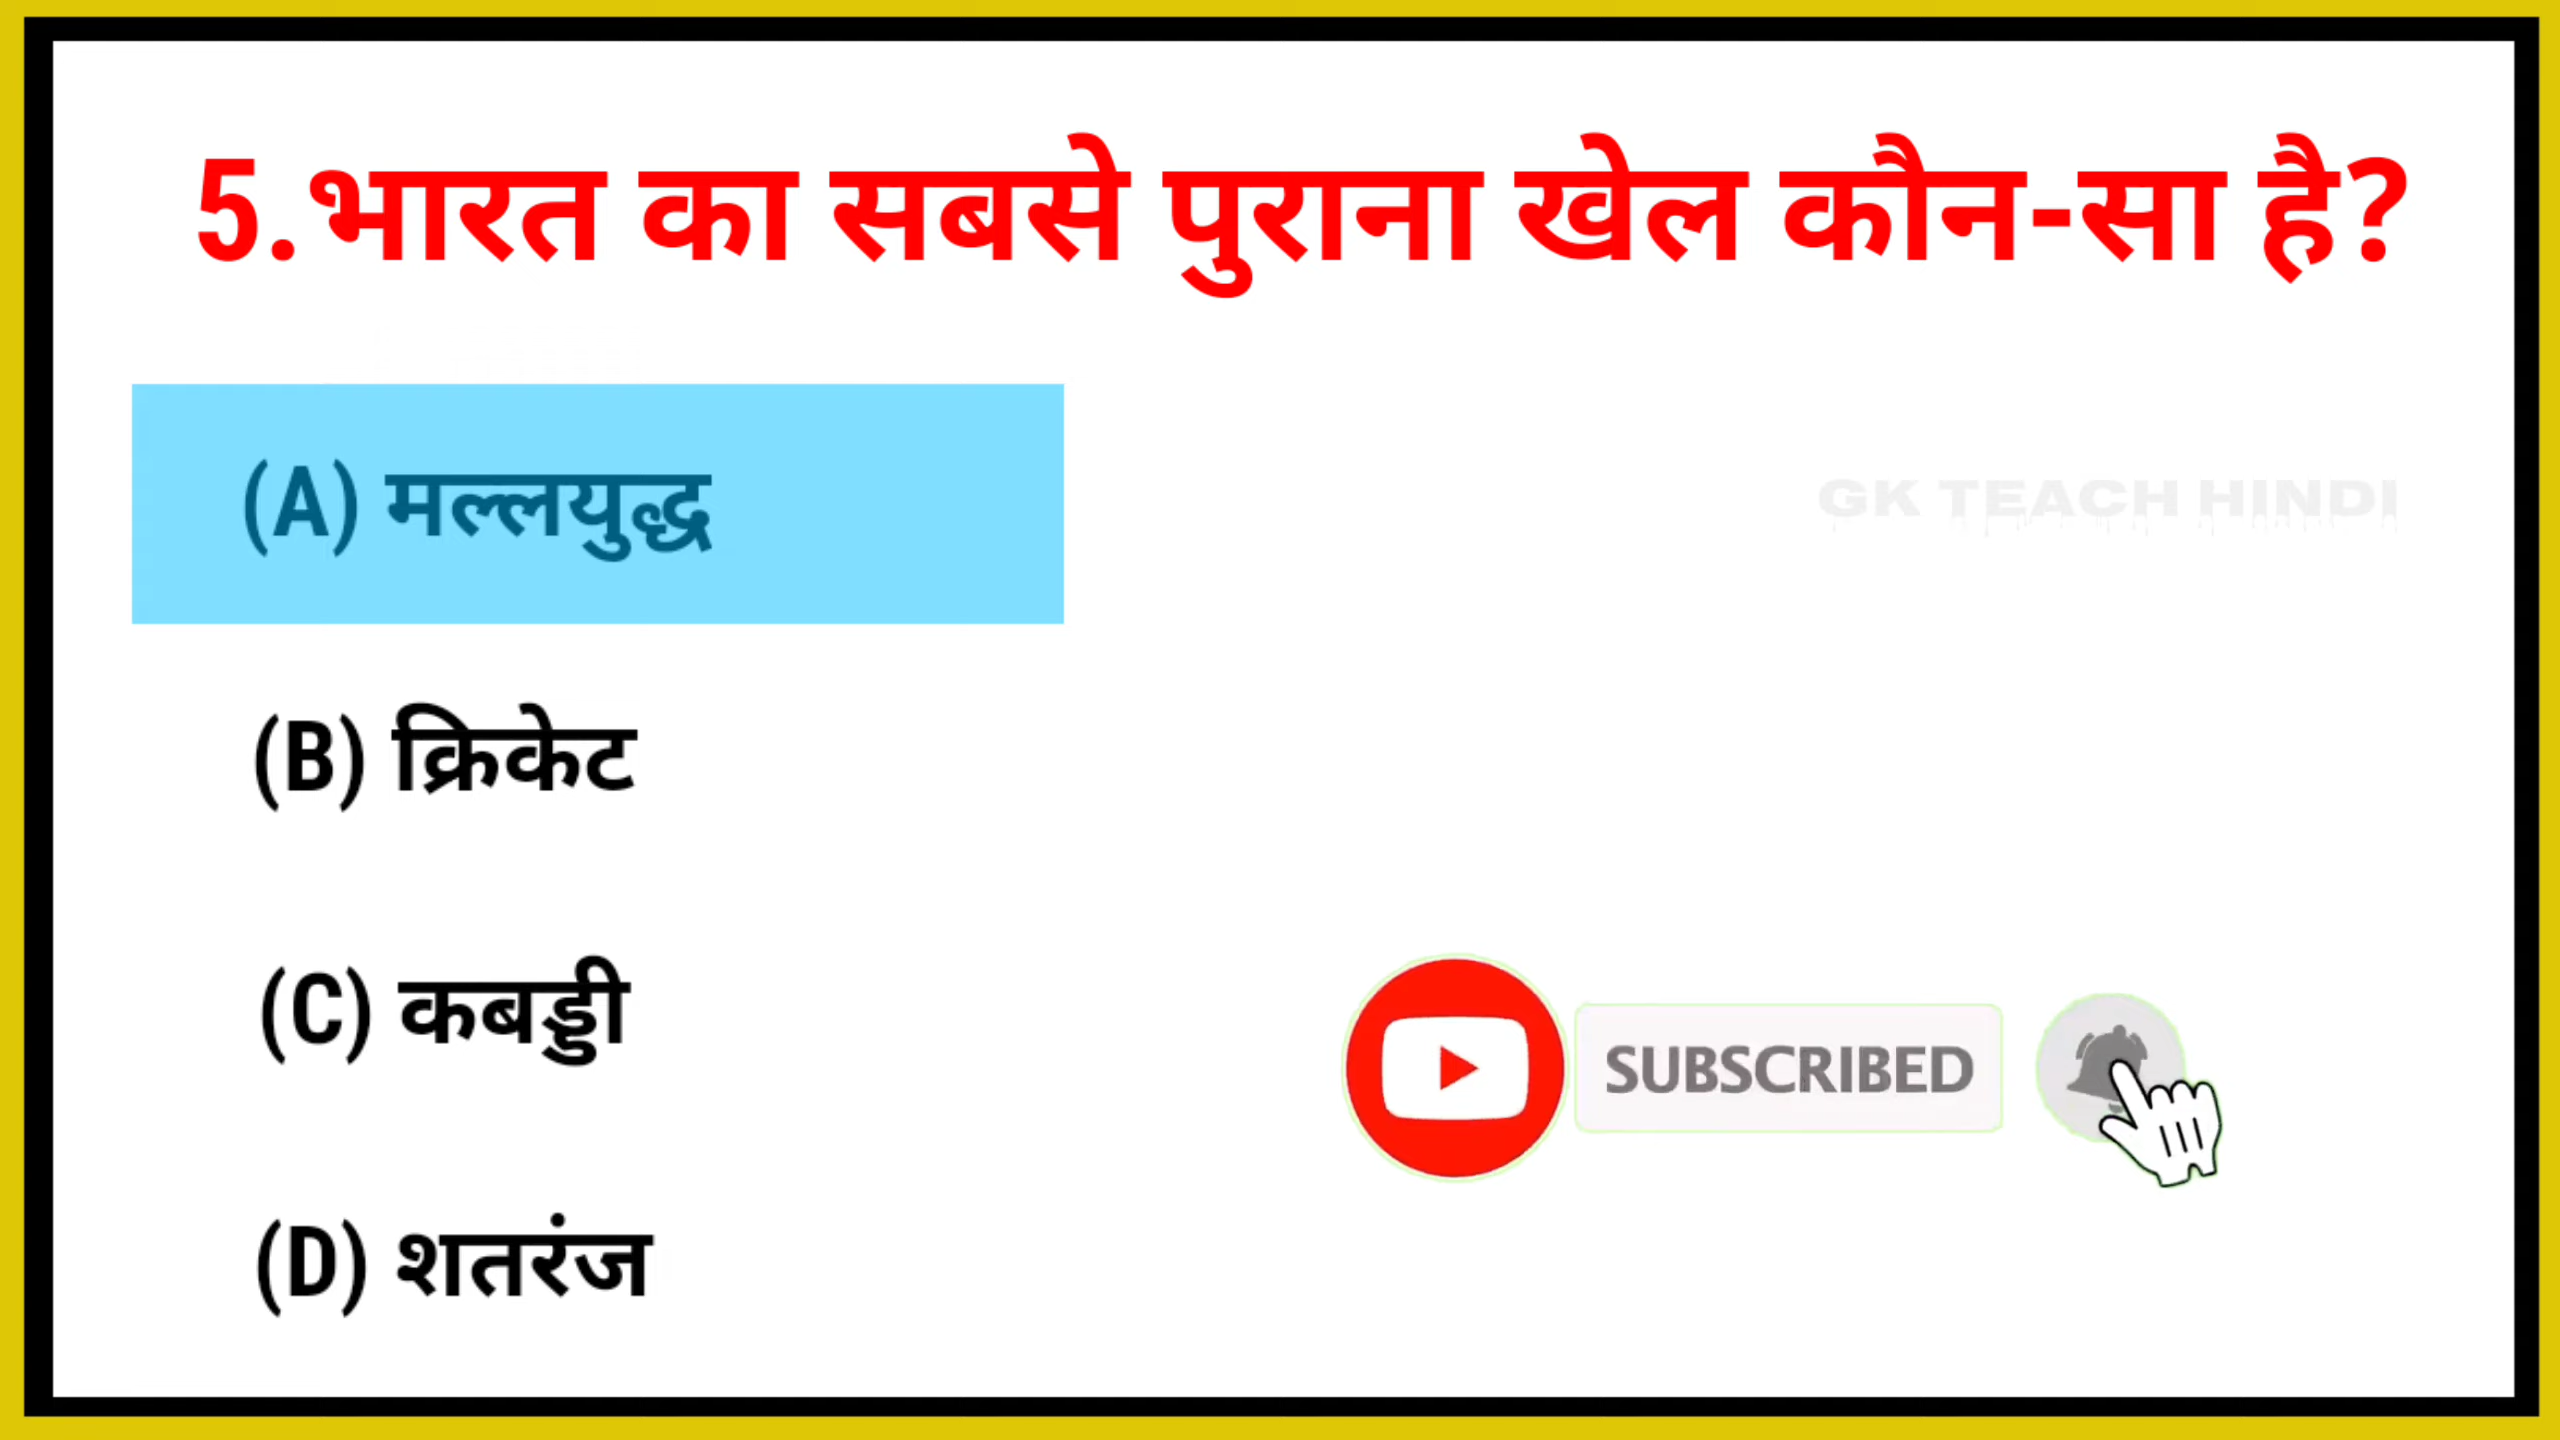 5.भारत का सबसे पुराना खेल कौन-सा है?
(A) मल्लयुद्ध
GK TEACH HINDI
(B) क्रिकेट
(C) कबड्डी
SUBSCRIBED
(D) शतरंज